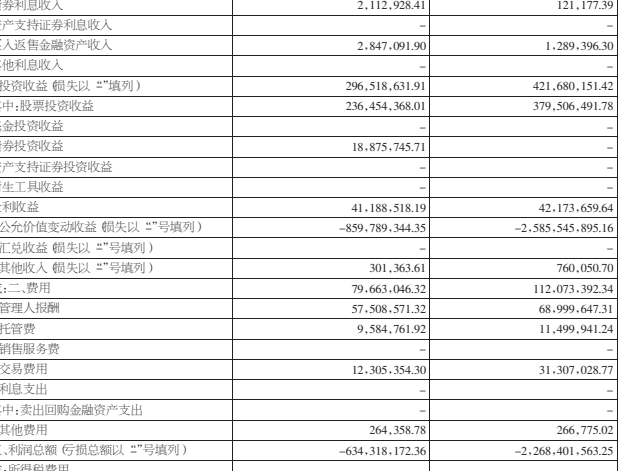 券利息收入 2,112,928.41 121,177.39
产支持证券利息收入 – –
入返售金融资产收入 2,847,091.90 1,289,396.30
他利息收入 – –
投资收益(损失以“-”填列) 296,518,631.91 421,680,151.42
中:股票投资收益 236,454,368.01 379,506,491.78
金投资收益 – –
券投资收益 18,875,745.71 –
产支持证券投资收益 – –
生工具收益 – –
利收益 41,188,518.19 42,173,659.64
公允价值变动收益(损失以“-”号填列) –859,789,344.35 –2,585,545,895.16
汇兑收益(损失以“-”号填列) – –
其他收入(损失以“-”号填列) 301,363.61 760,050.70
:二、费用 79,663,046.32 112,073,392.34
管理人报酬 57,508,571.32 68,999,647.31
托管费 9,584,761.92 11,499,941.24
销售服务费 – –
交易费用 12,305,354.30 31,307,028.77
利息支出 – –
中:卖出回购金融资产支出 – –
其他费用 264,358.78 266,775.02
、利润总额(亏损总额以“-”号填列) –634,318,172.36 –2,268,401,563.25
:所得税费用